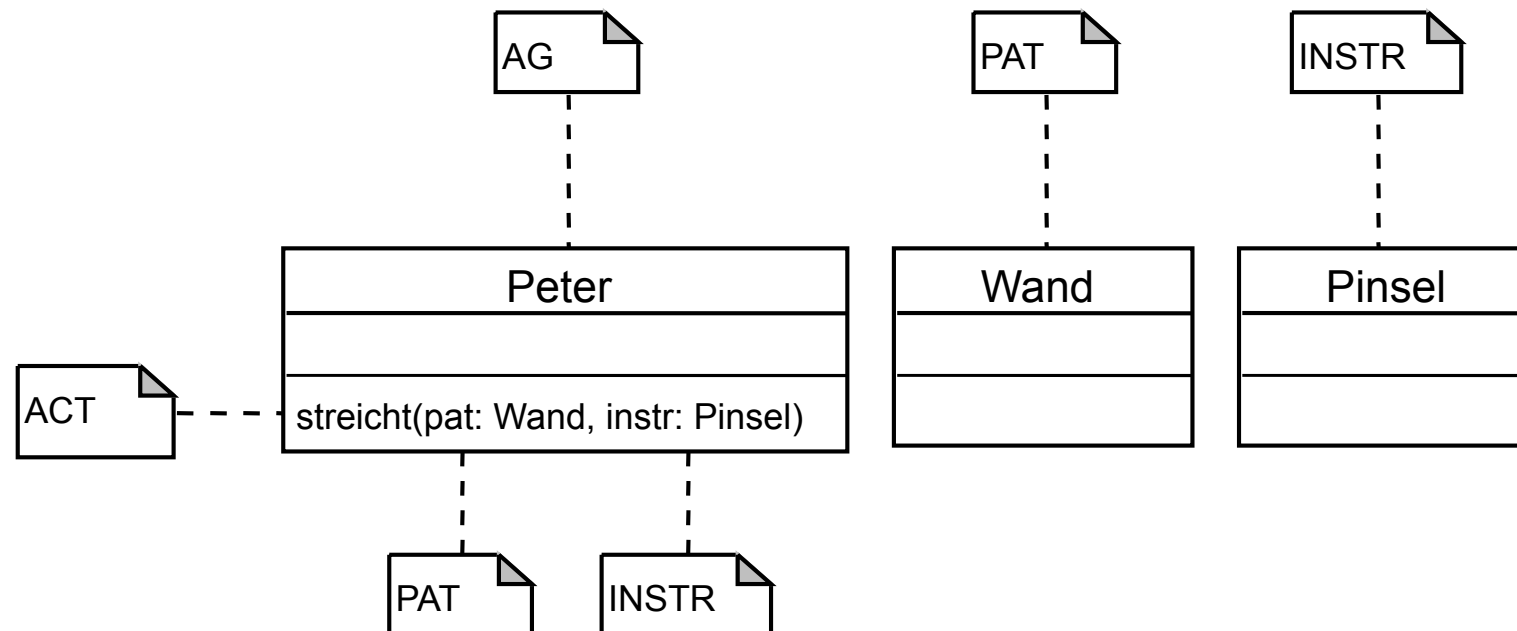 AG
PAT
INSTR
Peter
Wand
Pinsel
ACT
streicht(pat: Wand, instr: Pinsel)
PAT
INSTR